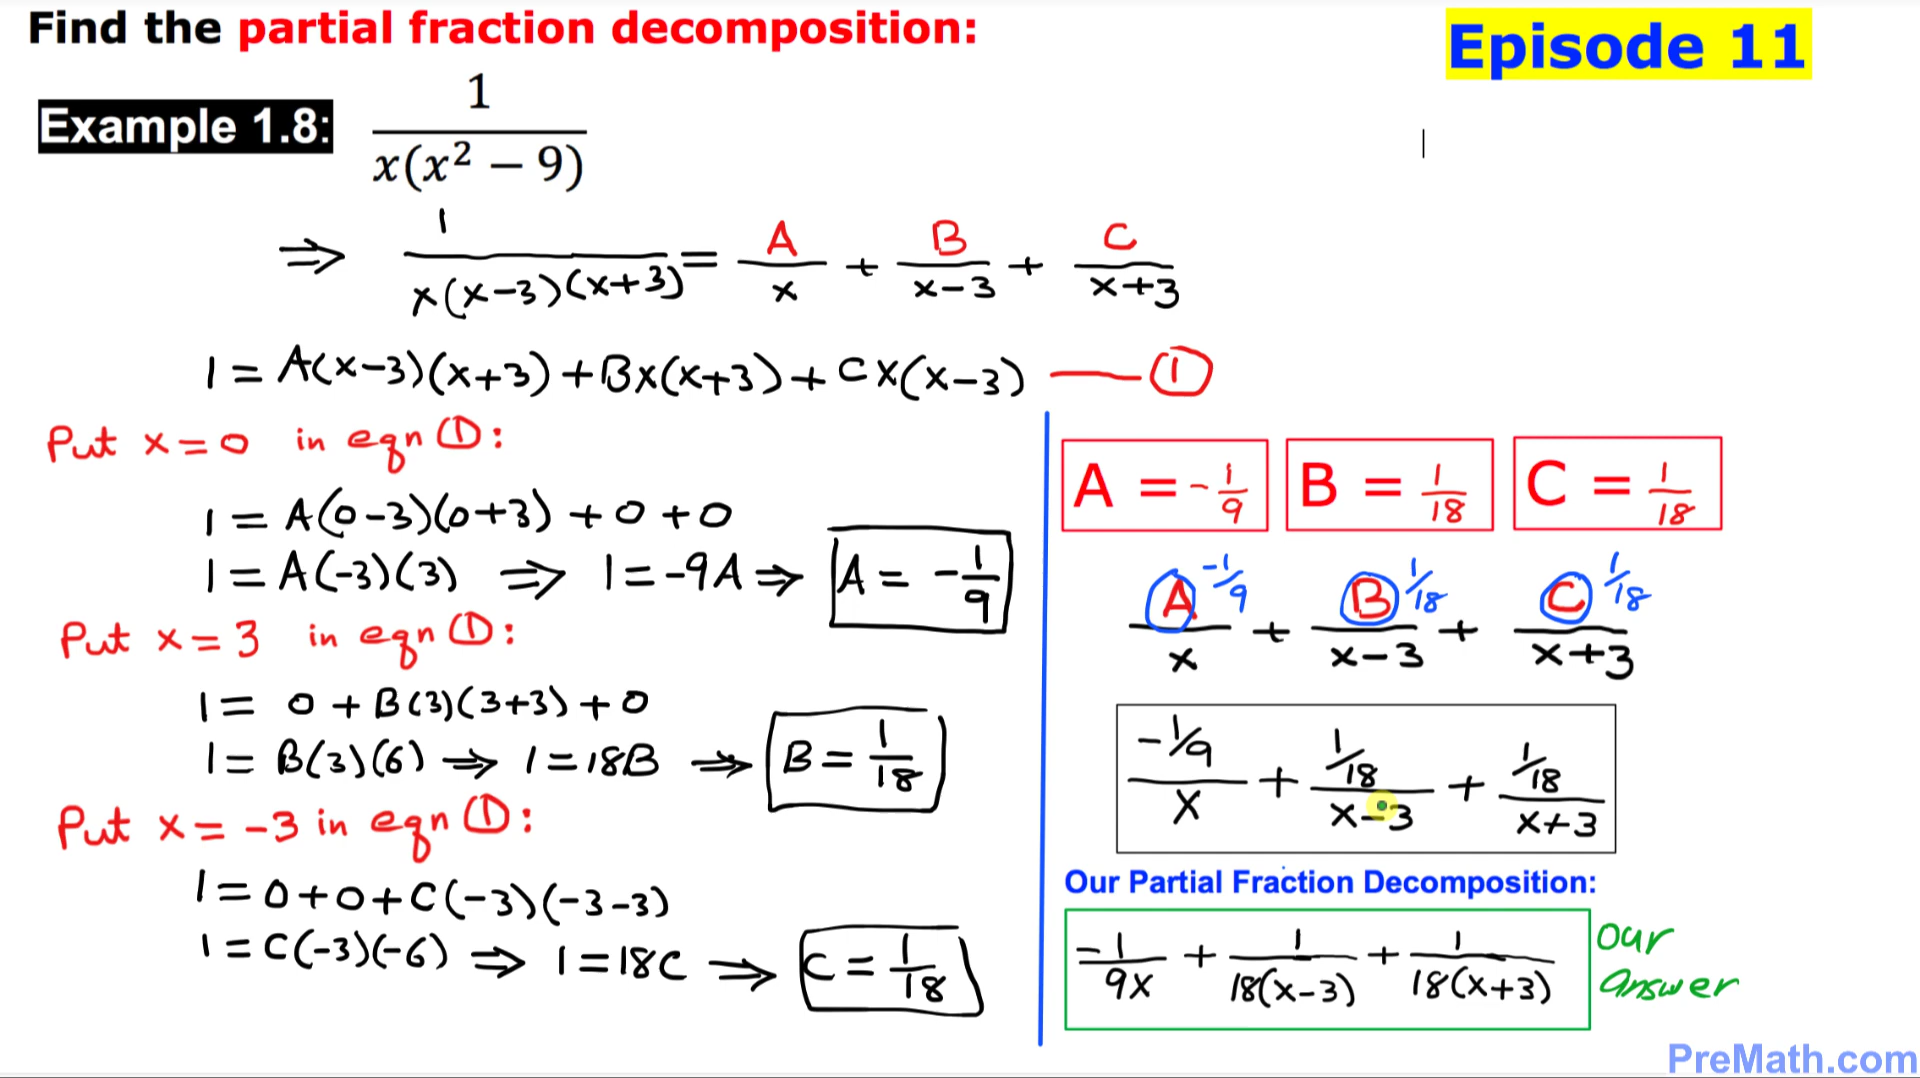 Find the partial fraction decomposition:
Episode 11
Example 1.8: 1/x(x² − 9)
⇒ 1/x(x-3)(x+3) = A/x + B/x-3 + C/x+3
1 = A(x-3)(x+3) + Bx(x+3) + Cx(x-3) —— ①
Put x = 0 in eqn ①:
1 = A(0-3)(0+3) + 0 + 0
1 = A(-3)(3) ⇒ 1 = -9A ⇒ A = -1/9
Put x = 3 in eqn ①:
1 = 0 + B(3)(3+3) + 0
1 = B(3)(6) ⇒ 1 = 18B ⇒ B = 1/18
Put x = -3 in eqn ①:
1 = 0 + 0 + C(-3)(-3-3)
1 = C(-3)(-6) ⇒ 1 = 18C ⇒ C = 1/18
A = -1/9 B = 1/18 C = 1/18
A -1/9 / x + B 1/18 / x-3 + C 1/18 / x+3
-1/9 / x + 1/18 / x-3 + 1/18 / x+3
Our Partial Fraction Decomposition:
-1/9x + 1/18(x-3) + 1/18(x+3)
Our
answer
PreMath.com